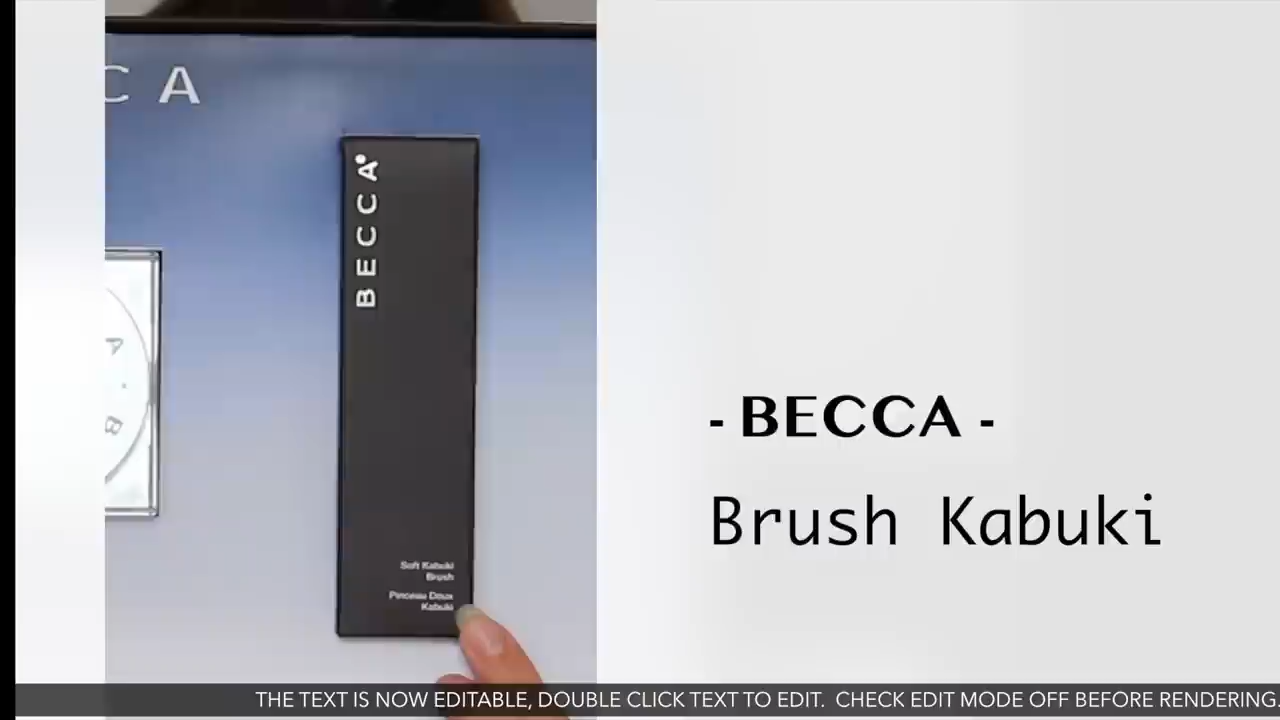 C A
BECCA
A
B
Soft Kabuki
Brush
Pinceau Doux
Kabuki
- BECCA -
Brush Kabuki
THE TEXT IS NOW EDITABLE, DOUBLE CLICK TEXT TO EDIT. CHECK EDIT MODE OFF BEFORE RENDERING.